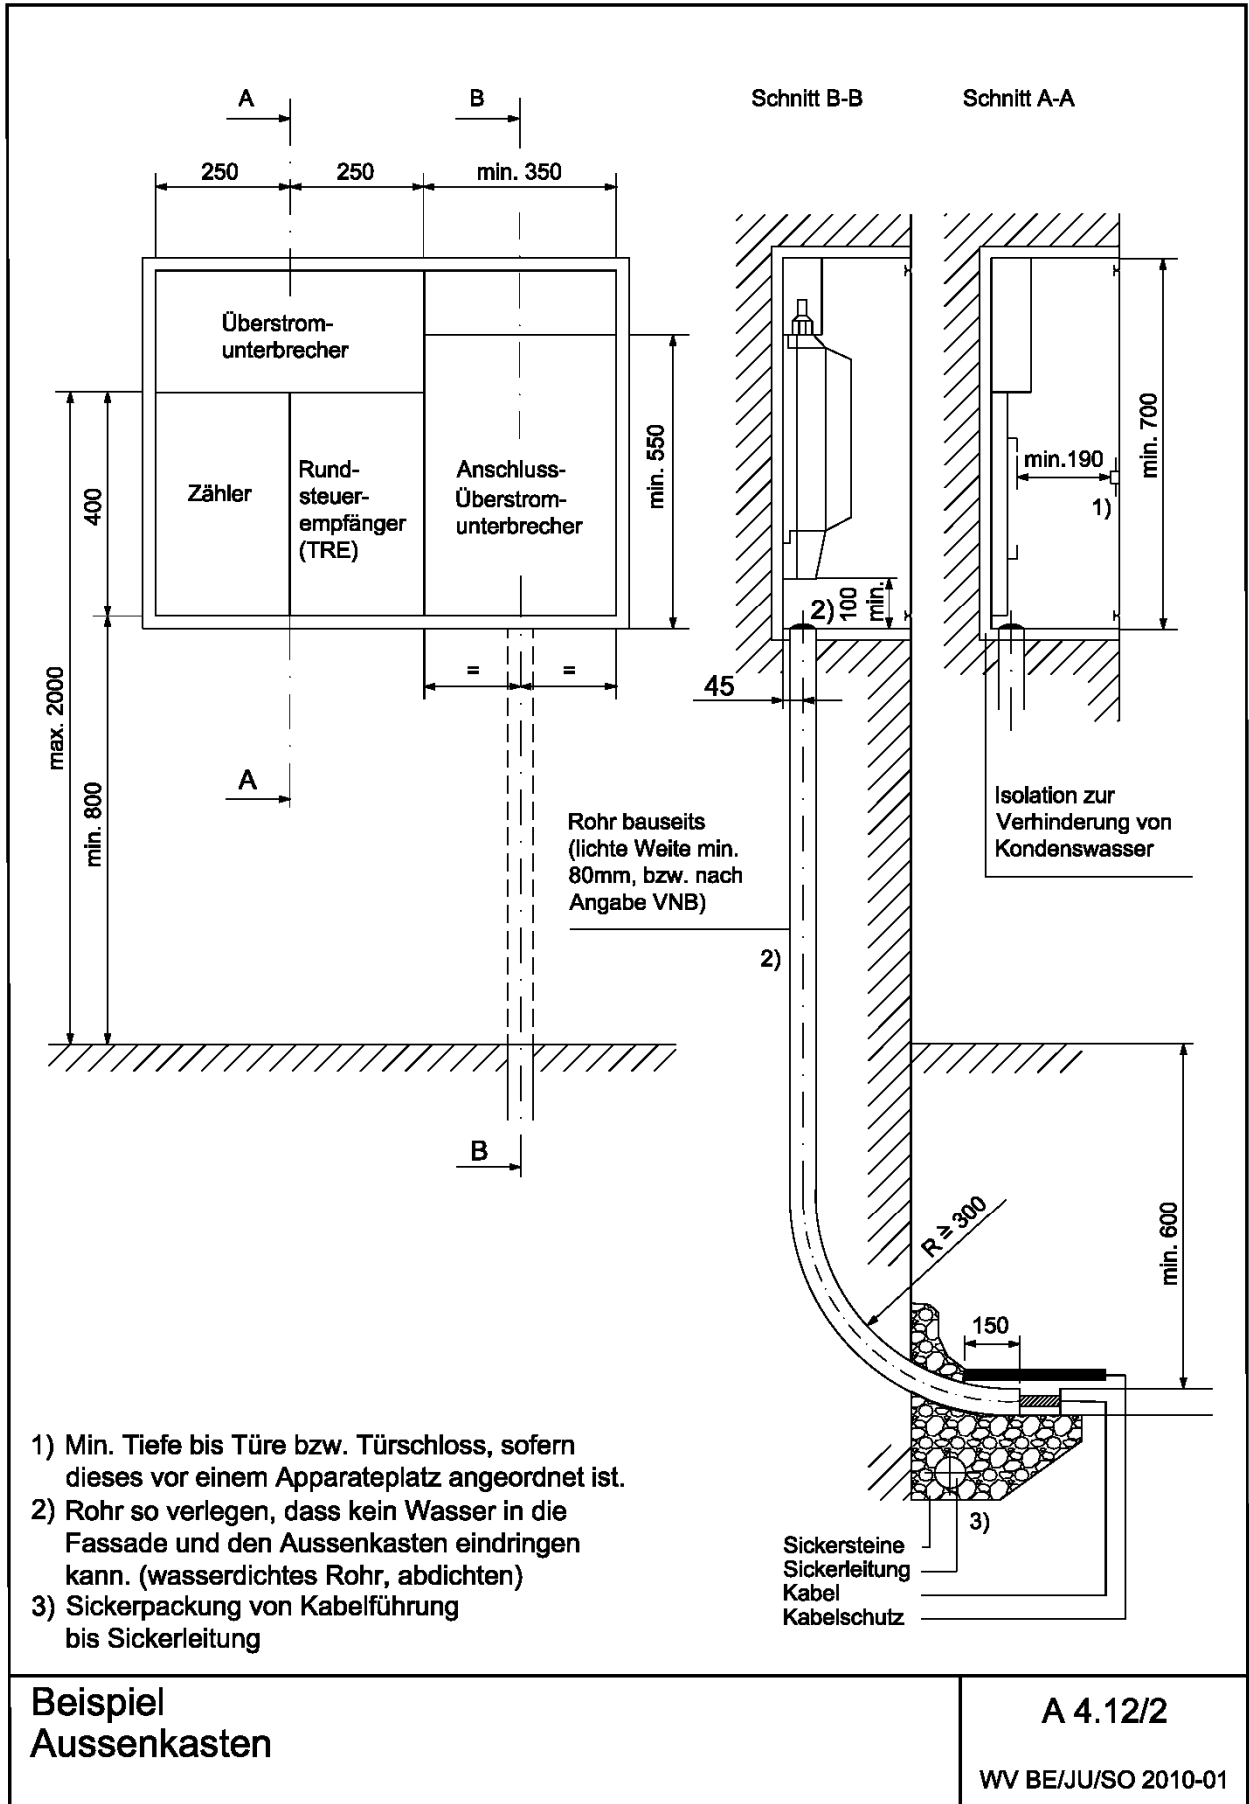 A
B
Schnitt B-B
Schnitt A-A
250
250
min. 350
Überstrom-
unterbrecher
Zähler
Rund-
steuer-
empfänger
(TRE)
Anschluss-
Überstrom-
unterbrecher
400
min. 550
max. 2000
min. 800
=
=
A
B
2)
100
min.
45
min.190
1)
min. 700
Rohr bauseits
(lichte Weite min.
80mm, bzw. nach
Angabe VNB)
2)
Isolation zur
Verhinderung von
Kondenswasser
R ≥ 300
150
min. 600
3)
Sickersteine
Sickerleitung
Kabel
Kabelschutz
1) Min. Tiefe bis Türe bzw. Türschloss, sofern
dieses vor einem Apparateplatz angeordnet ist.
2) Rohr so verlegen, dass kein Wasser in die
Fassade und den Aussenkasten eindringen
kann. (wasserdichtes Rohr, abdichten)
3) Sickerpackung von Kabelführung
bis Sickerleitung
Beispiel
Aussenkasten
A 4.12/2
WV BE/JU/SO 2010-01